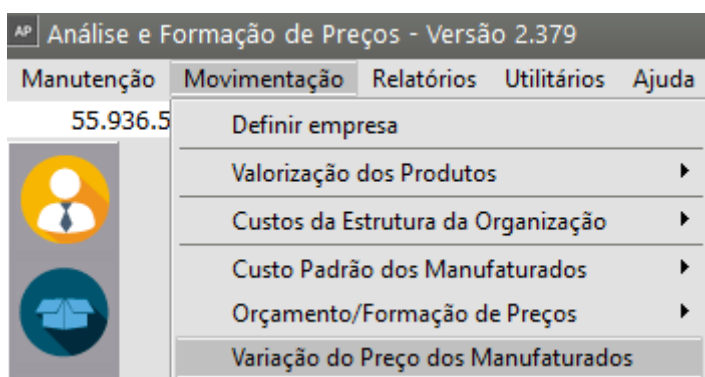 AP Análise e Formação de Preços - Versão 2.379
Manutenção Movimentação Relatórios Utilitários Ajuda
55.936.5
Definir empresa
Valorização dos Produtos
Custos da Estrutura da Organização
Custo Padrão dos Manufaturados
Orçamento/Formação de Preços
Variação do Preço dos Manufaturados